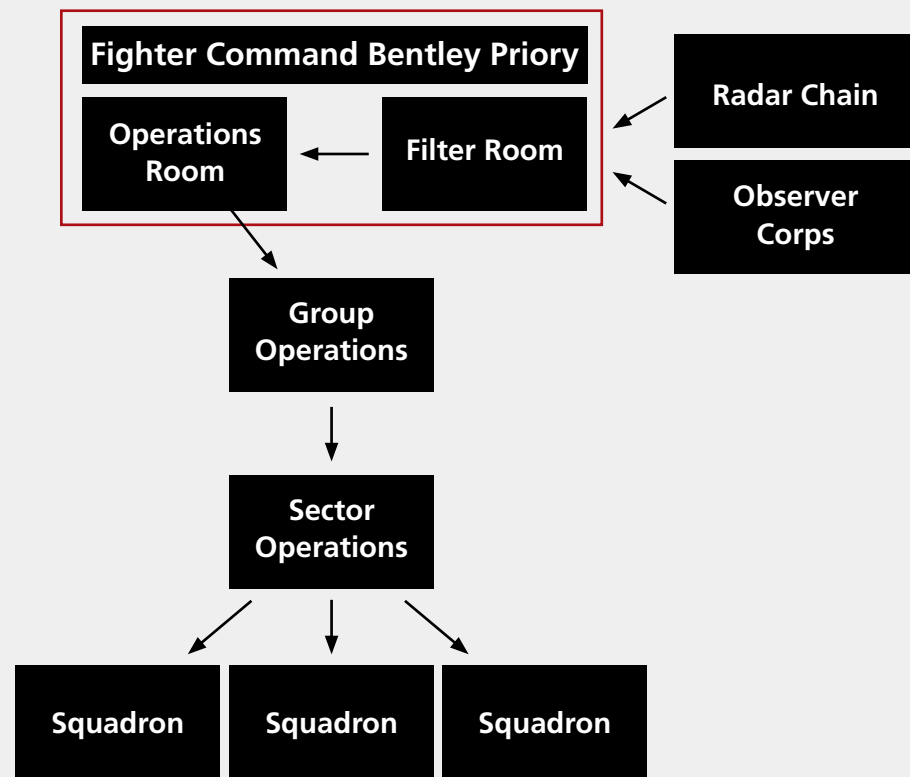 Fighter Command Bentley Priory
Operations
Room
Filter Room
Radar Chain
Observer
Corps
Group
Operations
Sector
Operations
Squadron
Squadron
Squadron